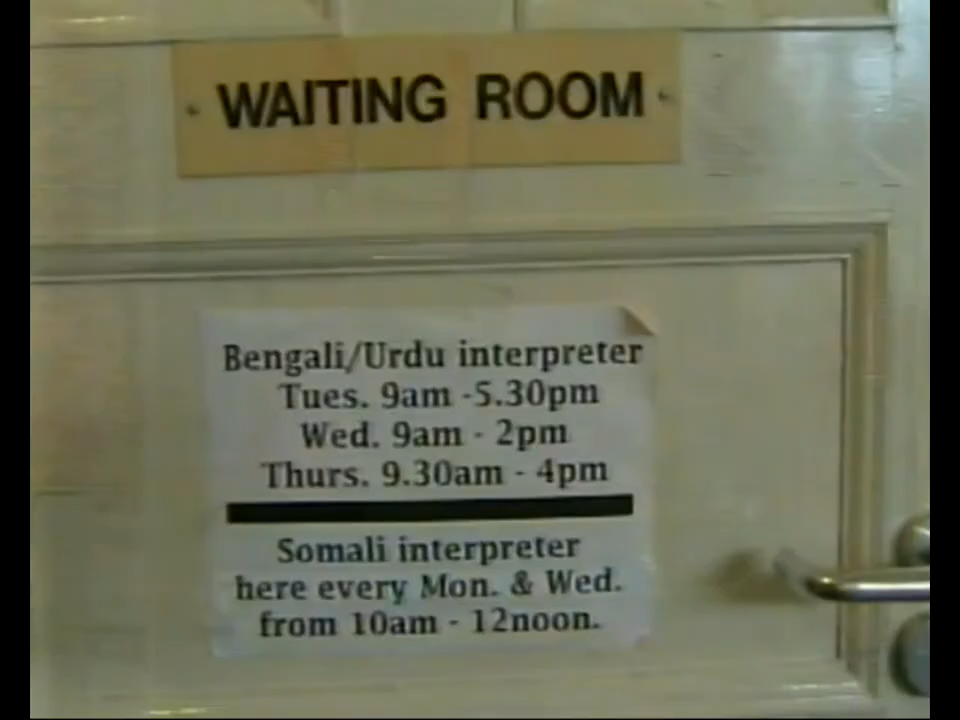 WAITING ROOM
Bengali/Urdu interpreter
Tues. 9am -5.30pm
Wed. 9am - 2pm
Thurs. 9.30am - 4pm
Somali interpreter
here every Mon. & Wed.
from 10am - 12noon.